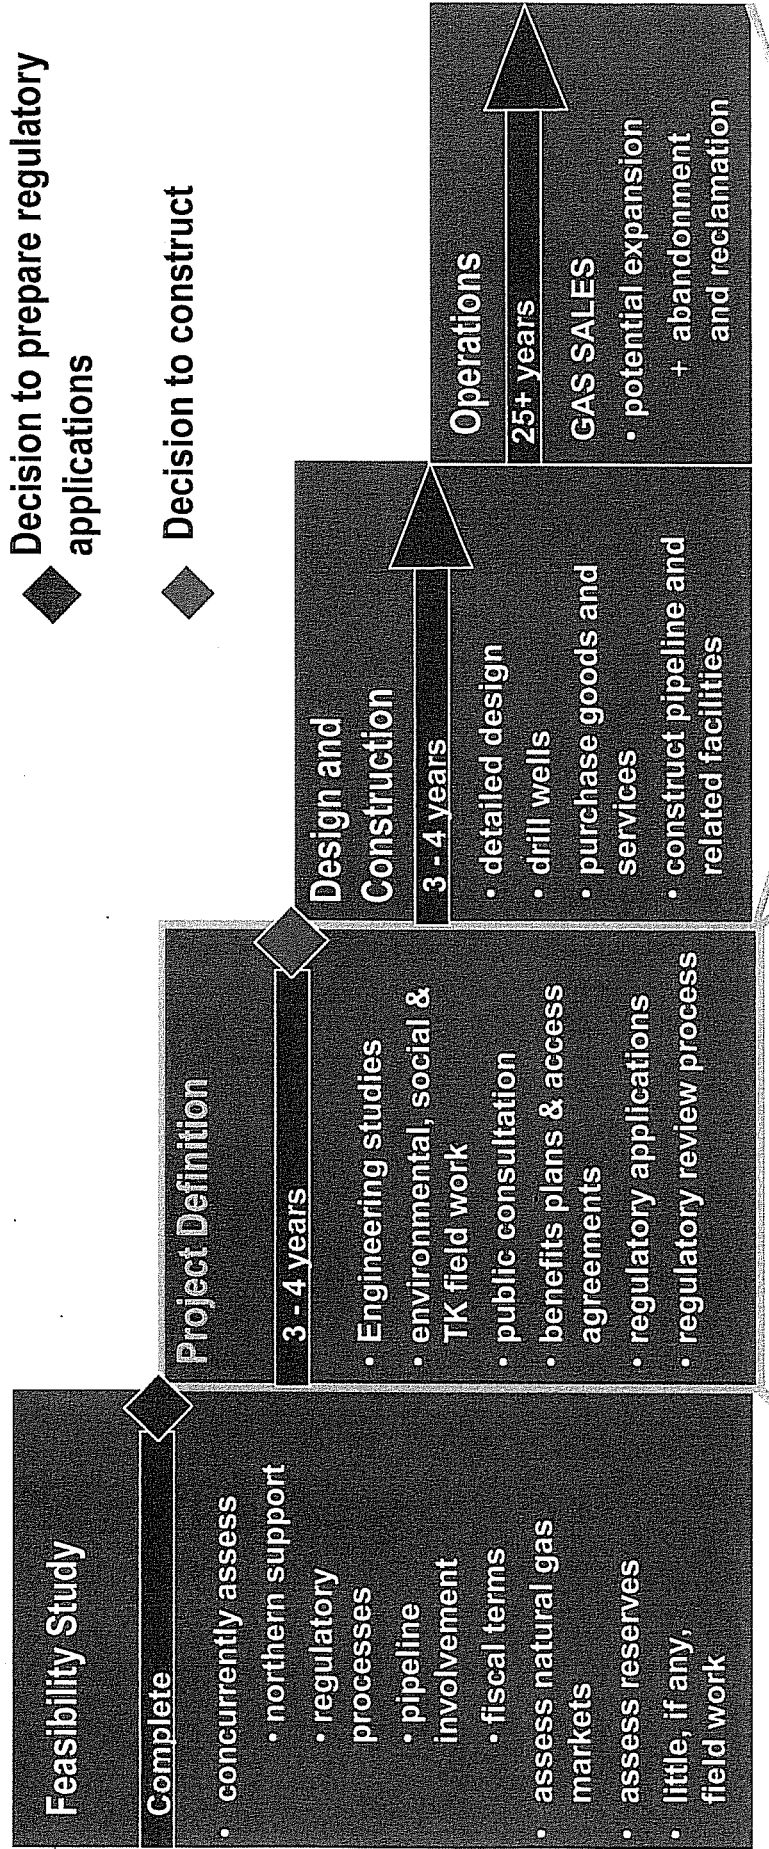 Decision to prepare regulatory
applications
Decision to construct
Feasibility Study
Complete
• concurrently assess
• northern support
• regulatory
processes
• pipeline
involvement
• fiscal terms
• assess natural gas
markets
• assess reserves
• little, if any,
field work
Project Definition
3 - 4 years
• Engineering studies
• environmental, social &
TK field work
• public consultation
• benefits plans & access
agreements
• regulatory applications
• regulatory review process
Design and
Construction
3 - 4 years
• detailed design
• drill wells
• purchase goods and
services
• construct pipeline and
related facilities
Operations
25+ years
GAS SALES
• potential expansion
+ abandonment
and reclamation